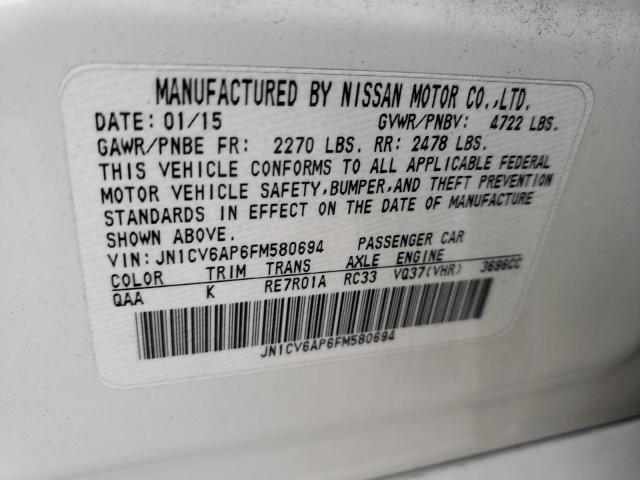 MANUFACTURED BY NISSAN MOTOR CO.,LTD.
DATE: 01/15 GVWR/PNBV: 4722 LBS.
GAWR/PNBE FR: 2270 LBS. RR: 2478 LBS.
THIS VEHICLE CONFORMS TO ALL APPLICABLE FEDERAL
MOTOR VEHICLE SAFETY,BUMPER,AND THEFT PREVENTION
STANDARDS IN EFFECT ON THE DATE OF MANUFACTURE
SHOWN ABOVE.
VIN: JN1CV6AP6FM580694 PASSENGER CAR
COLOR TRIM TRANS AXLE ENGINE
QAA K RE7R01A RC33 VQ37(VHR) 3696CC
JN1CV6AP6FM580694